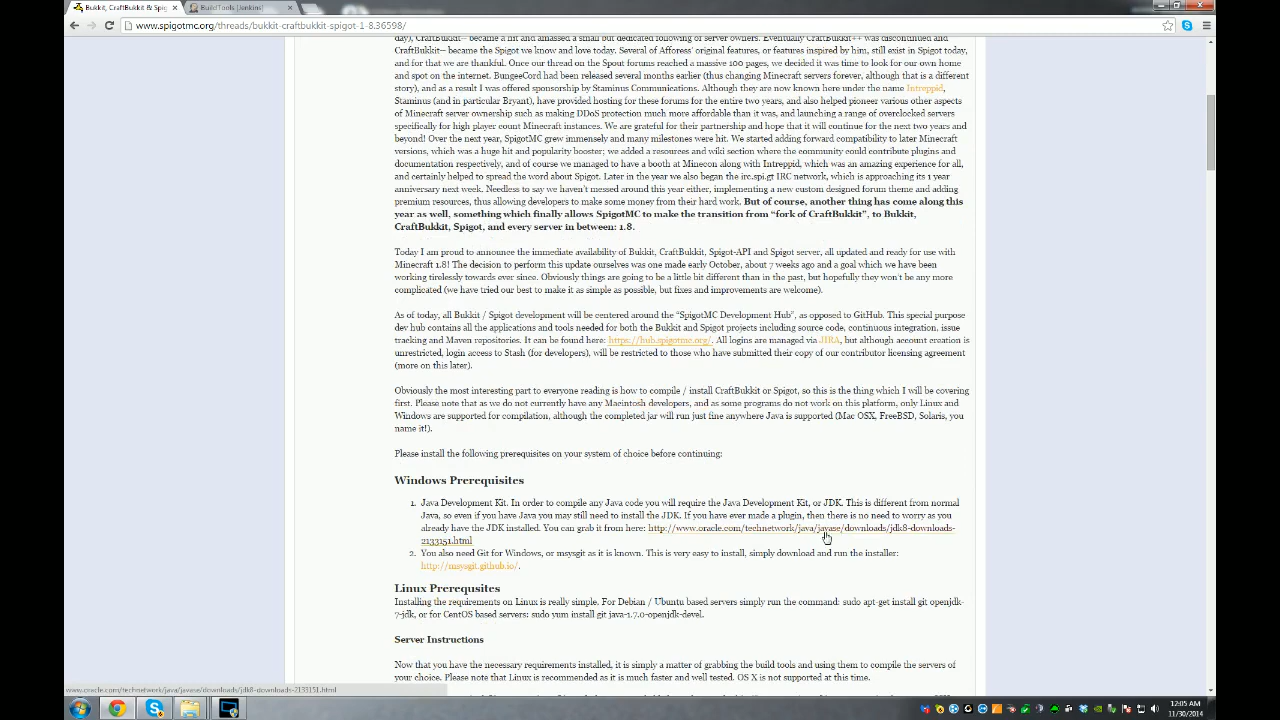 Bukkit, CraftBukkit & Spig
BuildTools [Jenkins]
www.spigotmc.org/threads/bukkit-craftbukkit-spigot-1-8.36598/
day), CraftBukkit++ was discontinued and
CraftBukkit— became the Spigot we know and love today. Several of Afforess' original features, or features inspired by him, still exist in Spigot today,
and for that we are thankful. Once our thread on the Spout forums reached a massive 100 pages, we decided it was time to look for our own home
and spot on the internet. BungeeCord had been released several months earlier (thus changing Minecraft servers forever, although that is a different
story), and as a result I was offered sponsorship by Staminus Communications. Although they are now known here under the name Intreppid,
Staminus (and in particular Bryant), have provided hosting for these forums for the entire two years, and also helped pioneer various other aspects
of Minecraft server ownership such as making DDoS protection much more affordable than it was, and launching a range of overclocked servers
specifically for high player count Minecraft instances. We are grateful for their partnership and hope that it will continue for the next two years and
beyond! Over the next year, SpigotMC grew immensely and many milestones were hit. We started adding forward compatibility to later Minecraft
versions, which was a huge hit and popularity booster; we added a resources and wiki section where the community could contribute plugins and
documentation respectively, and of course we managed to have a booth at Minecon along with Intreppid, which was an amazing experience for all,
and certainly helped to spread the word about Spigot. Later in the year we also began the irc.spi.gt IRC network, which is approaching its 1 year
anniversary next week. Needless to say we haven't messed around this year either, implementing a new custom designed forum theme and adding
premium resources, thus allowing developers to make some money from their hard work. But of course, another thing has come along this
year as well, something which finally allows SpigotMC to make the transition from "fork of CraftBukkit", to Bukkit,
CraftBukkit, Spigot, and every server in between: 1.8.
Today I am proud to announce the immediate availability of Bukkit, CraftBukkit, Spigot-API and Spigot server, all updated and ready for use with
Minecraft 1.8! The decision to perform this update ourselves was one made early October, about 7 weeks ago and a goal which we have been
working tirelessly towards ever since. Obviously things are going to be a little bit different than in the past, but hopefully they won't be any more
complicated (we have tried our best to make it as simple as possible, but fixes and improvements are welcome).
As of today, all Bukkit / Spigot development will be centered around the "SpigotMC Development Hub", as opposed to GitHub. This special purpose
dev hub contains all the applications and tools needed for both the Bukkit and Spigot projects including source code, continuous integration, issue
tracking and Maven repositories. It can be found here: https://hub.spigotmc.org/. All logins are managed via JIRA, but although account creation is
unrestricted, login access to Stash (for developers), will be restricted to those who have submitted their copy of our contributor licensing agreement
(more on this later).
Obviously the most interesting part to everyone reading is how to compile / install CraftBukkit or Spigot, so this is the thing which I will be covering
first. Please note that as we do not currently have any Macintosh developers, and as some programs do not work on this platform, only Linux and
Windows are supported for compilation, although the completed jar will run just fine anywhere Java is supported (Mac OSX, FreeBSD, Solaris, you
name it!).
Please install the following prerequisites on your system of choice before continuing:
Windows Prerequisites
1. Java Development Kit. In order to compile any Java code you will require the Java Development Kit, or JDK. This is different from normal
Java, so even if you have Java you may still need to install the JDK. If you have ever made a plugin, then there is no need to worry as you
already have the JDK installed. You can grab it from here: http://www.oracle.com/technetwork/java/javase/downloads/jdk8-downloads-
2133151.html
2. You also need Git for Windows, or msysgit as it is known. This is very easy to install, simply download and run the installer:
http://msysgit.github.io/.
Linux Prerequsites
Installing the requirements on Linux is really simple. For Debian / Ubuntu based servers simply run the command: sudo apt-get install git openjdk-
7-jdk, or for CentOS based servers: sudo yum install git java-1.7.0-openjdk-devel.
Server Instructions
Now that you have the necessary requirements installed, it is simply a matter of grabbing the build tools and using them to compile the servers of
your choice. Please note that Linux is recommended as it is much faster and well tested. OS X is not supported at this time.
www.oracle.com/technetwork/java/javase/downloads/jdk8-downloads-2133151.html
12:05 AM
11/30/2014